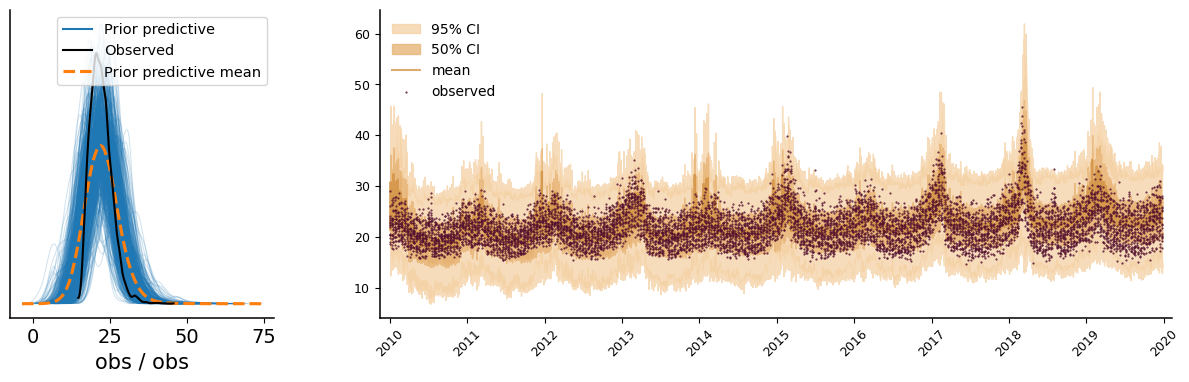 Prior predictive
Observed
Prior predictive mean
0
25
50
75
obs / obs
95% CI
50% CI
mean
observed
60
50
40
30
20
10
2010
2011
2012
2013
2014
2015
2016
2017
2018
2019
2020